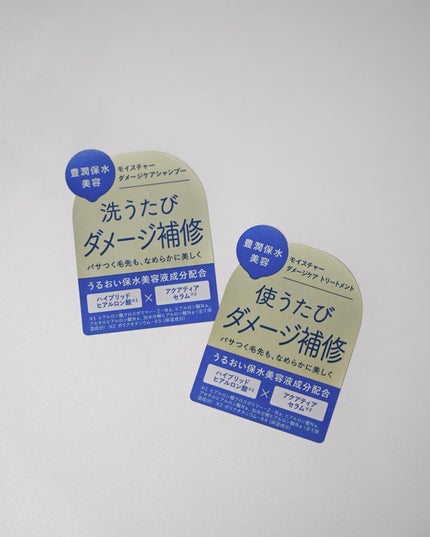 豊潤保水
美容
モイスチャー
ダメージケアシャンプー
洗うたび
ダメージ補修
パサつく毛先も、なめらかに美しく
うるおい保水美容液成分配合
ハイブリッド
ヒアルロン酸※1
×
アクアティア
セラム※2
豊潤保水
美容
モイスチャー
ダメージケア トリートメント
使うたび
ダメージ補修
パサつく毛先も、なめらかに美しく
うるおい保水美容液成分配合
ハイブリッド
ヒアルロン酸※1
×
アクアティア
セラム※2